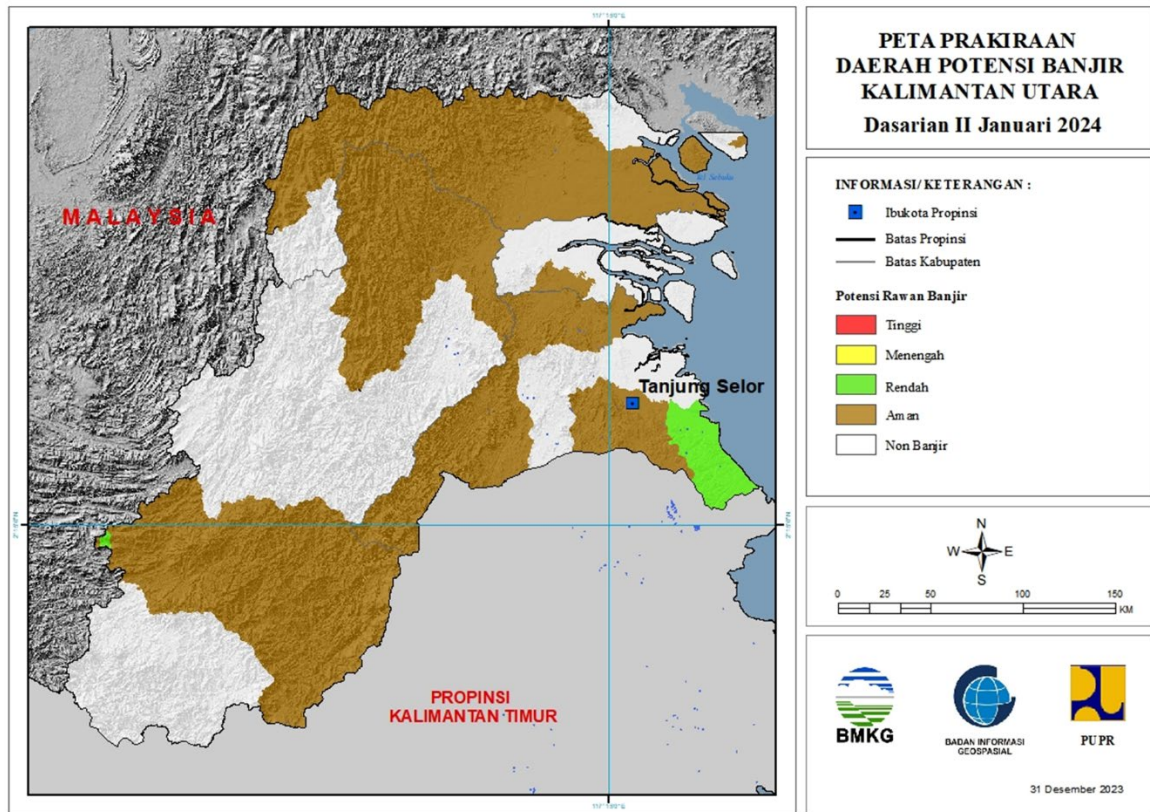 PETA PRAKIRAAN
DAERAH POTENSI BANJIR
KALIMANTAN UTARA
Dasarian II Januari 2024
INFORMASI/ KETERANGAN :
Ibukota Propinsi
Batas Propinsi
Batas Kabupaten
Potensi Rawan Banjir
Tinggi
Menengah
Rendah
Aman
Non Banjir
N
W E
S
0 25 50 100 150
KM
BMKG
BADAN INFORMASI
GEOSPASIAL
PUPR
31 Desember 2023
MALAYSIA
Tanjung Selor
PROPINSI
KALIMANTAN TIMUR